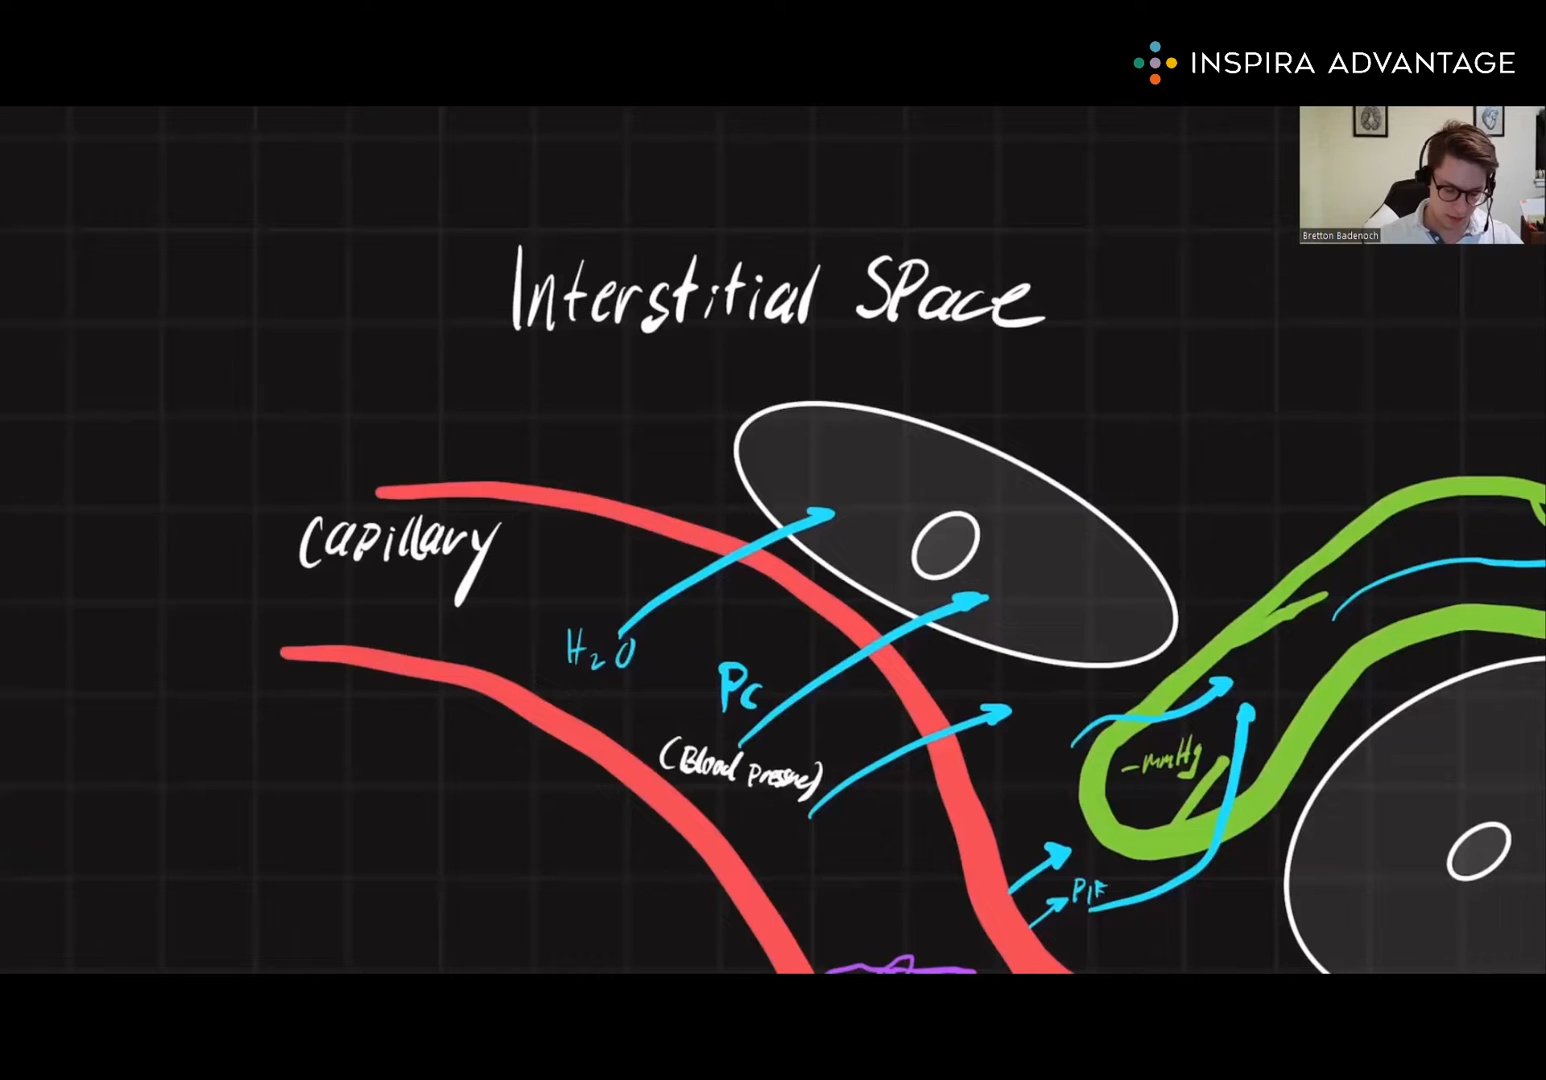 INSPIRA ADVANTAGE
Bretton Badenoch
Interstitial Space
Capillary
H₂O
Pc
(Blood pressure)
-mmHg
PIF